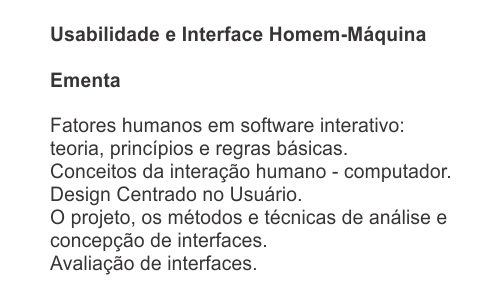 Usabilidade e Interface Homem-Máquina
Ementa
Fatores humanos em software interativo:
teoria, princípios e regras básicas.
Conceitos da interação humano - computador.
Design Centrado no Usuário.
O projeto, os métodos e técnicas de análise e
concepção de interfaces.
Avaliação de interfaces.